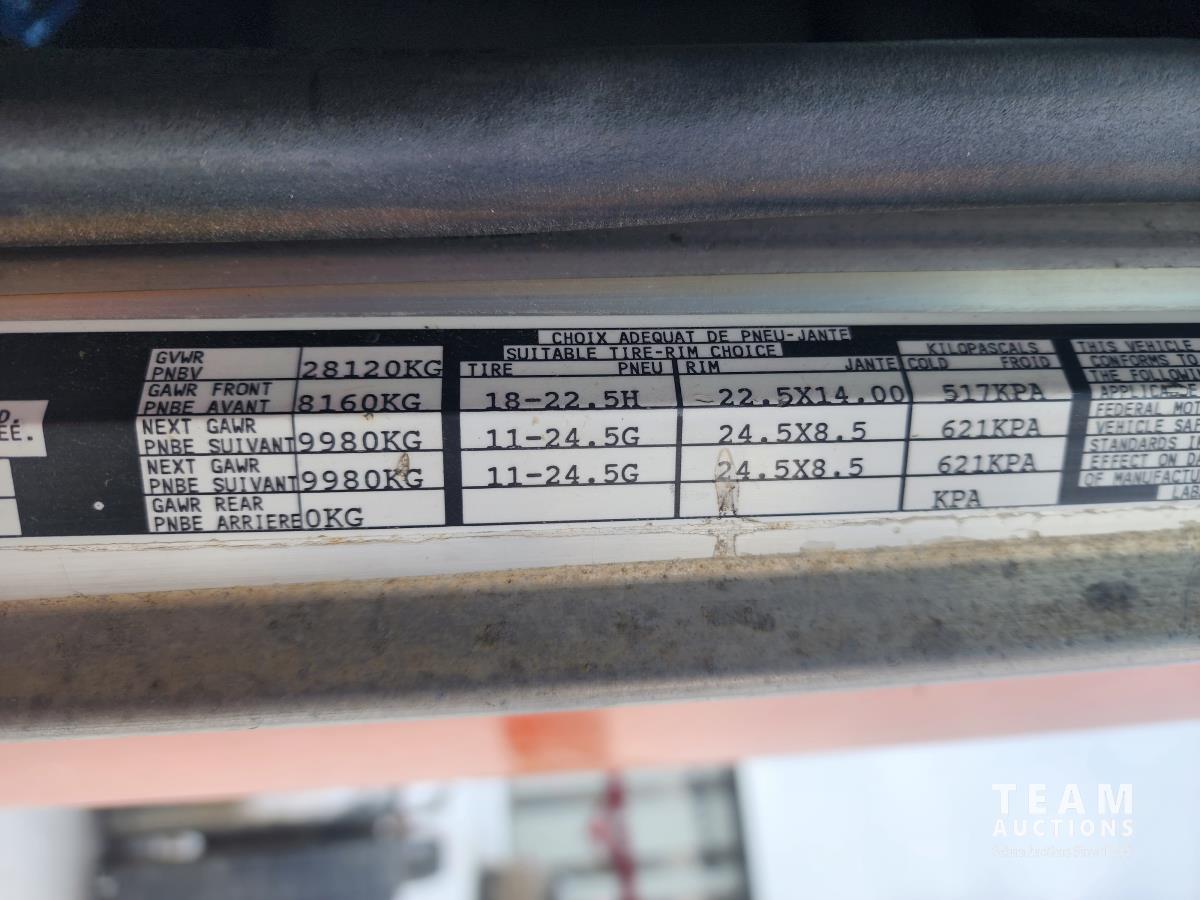 CHOIX ADEQUAT DE PNEU-JANTE
SUITABLE TIRE-RIM CHOICE
KILOPASCALS
THIS VEHICLE
GVWR
PNBV
28120KG
TIRE PNEU
RIM JANTE
COLD FROID
CONFORMS TO
THE FOLLOWING
GAWR FRONT
PNBE AVANT
8160KG
18-22.5H
22.5X14.00
517KPA
D.
ÉE.
NEXT GAWR
PNBE SUIVANT
9980KG
11-24.5G
24.5X8.5
621KPA
FEDERAL MOT
VEHICLE SAF
NEXT GAWR
PNBE SUIVANT
9980KG
11-24.5G
24.5X8.5
621KPA
STANDARDS I
EFFECT ON DA
OF MANUFACTU
GAWR REAR
PNBE ARRIERE
0KG
KPA
LAB
TEAM
AUCTIONS